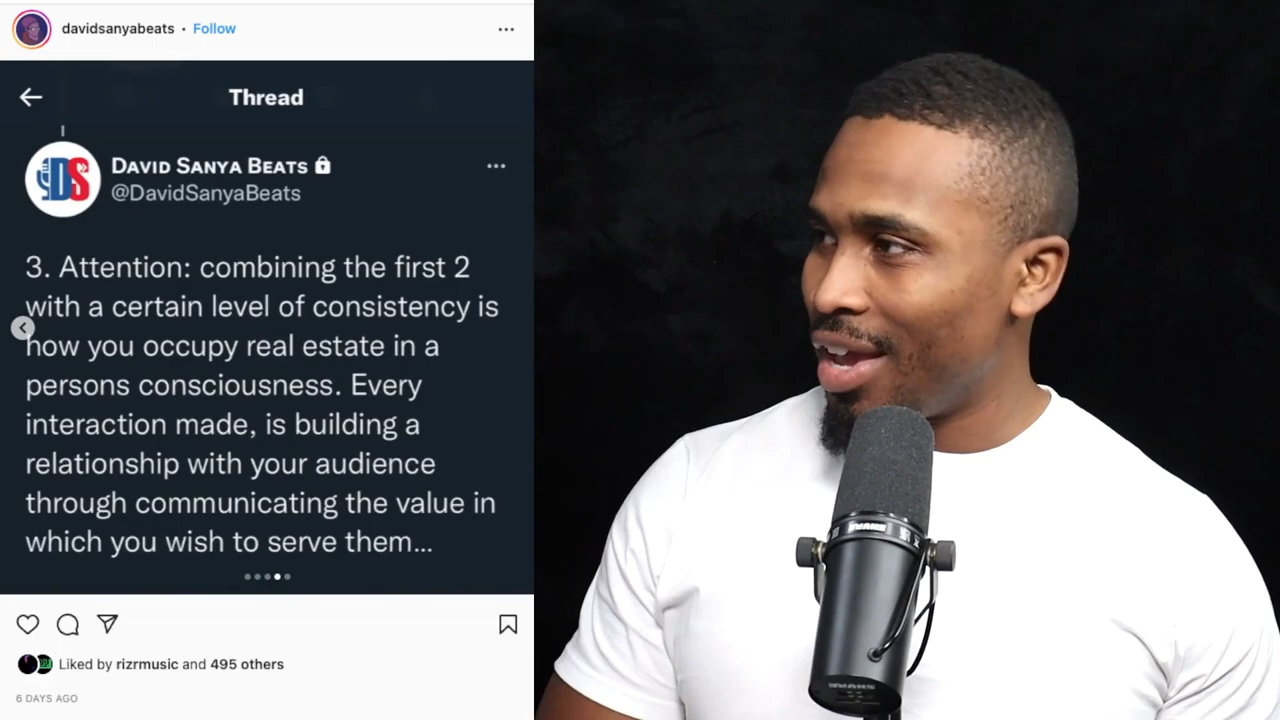 davidsanyabeats • Follow
Thread
DS
DAVID SANYA BEATS
@DavidSanyaBeats
3. Attention: combining the first 2
with a certain level of consistency is
how you occupy real estate in a
persons consciousness. Every
interaction made, is building a
relationship with your audience
through communicating the value in
which you wish to serve them...
Liked by rizrmusic and 495 others
6 DAYS AGO
SHURE